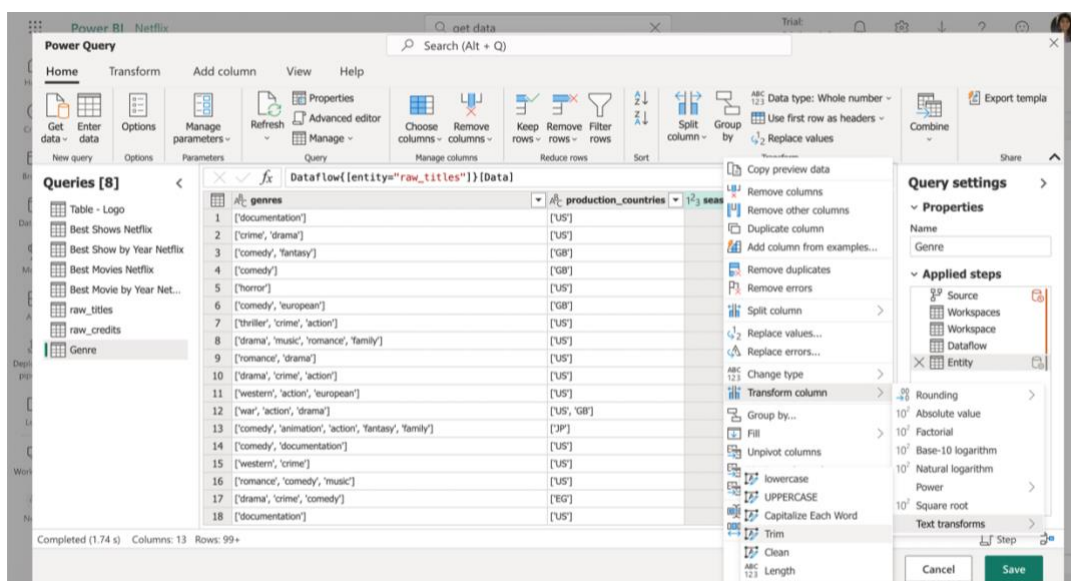 Power BI Netflix
get data
Trial:
Power Query
Search (Alt + Q)
Home Transform Add column View Help
Get data
Enter data
Options
Manage parameters
Refresh
Properties
Advanced editor
Manage
Choose columns
Remove columns
Keep rows
Remove rows
Filter rows
Split column
Group by
Data type: Whole number
Use first row as headers
Replace values
Combine
Export templa
New query Options Parameters Query Manage columns Reduce rows Sort Share
Queries [8]
Table - Logo
Best Shows Netflix
Best Show by Year Netflix
Best Movies Netflix
Best Movie by Year Net...
raw_titles
raw_credits
Genre
fx Dataflow{[entity="raw_titles"]}[Data]
genres production_countries 1²3 seas
1 ['documentation'] ['US']
2 ['crime', 'drama'] ['US']
3 ['comedy', 'fantasy'] ['GB']
4 ['comedy'] ['GB']
5 ['horror'] ['US']
6 ['comedy', 'european'] ['GB']
7 ['thriller', 'crime', 'action'] ['US']
8 ['drama', 'music', 'romance', 'family'] ['US']
9 ['romance', 'drama'] ['US']
10 ['drama', 'crime', 'action'] ['US']
11 ['western', 'action', 'european'] ['US']
12 ['war', 'action', 'drama'] ['US', 'GB']
13 ['comedy', 'animation', 'action', 'fantasy', 'family'] ['JP']
14 ['comedy', 'documentation'] ['US']
15 ['western', 'crime'] ['US']
16 ['romance', 'comedy', 'music'] ['US']
17 ['drama', 'crime', 'comedy'] ['EG']
18 ['documentation'] ['US']
Copy preview data
Remove columns
Remove other columns
Duplicate column
Add column from examples...
Remove duplicates
Remove errors
Split column
Replace values...
Replace errors...
Change type
Transform column
Group by...
Fill
Unpivot columns
lowercase
UPPERCASE
Capitalize Each Word
Trim
Clean
Length
Rounding
Absolute value
Factorial
Base-10 logarithm
Natural logarithm
Power
Square root
Text transforms
Query settings
Properties
Name
Genre
Applied steps
Source
Workspaces
Workspace
Dataflow
Entity
Completed (1.74 s) Columns: 13 Rows: 99+
Step
Cancel Save